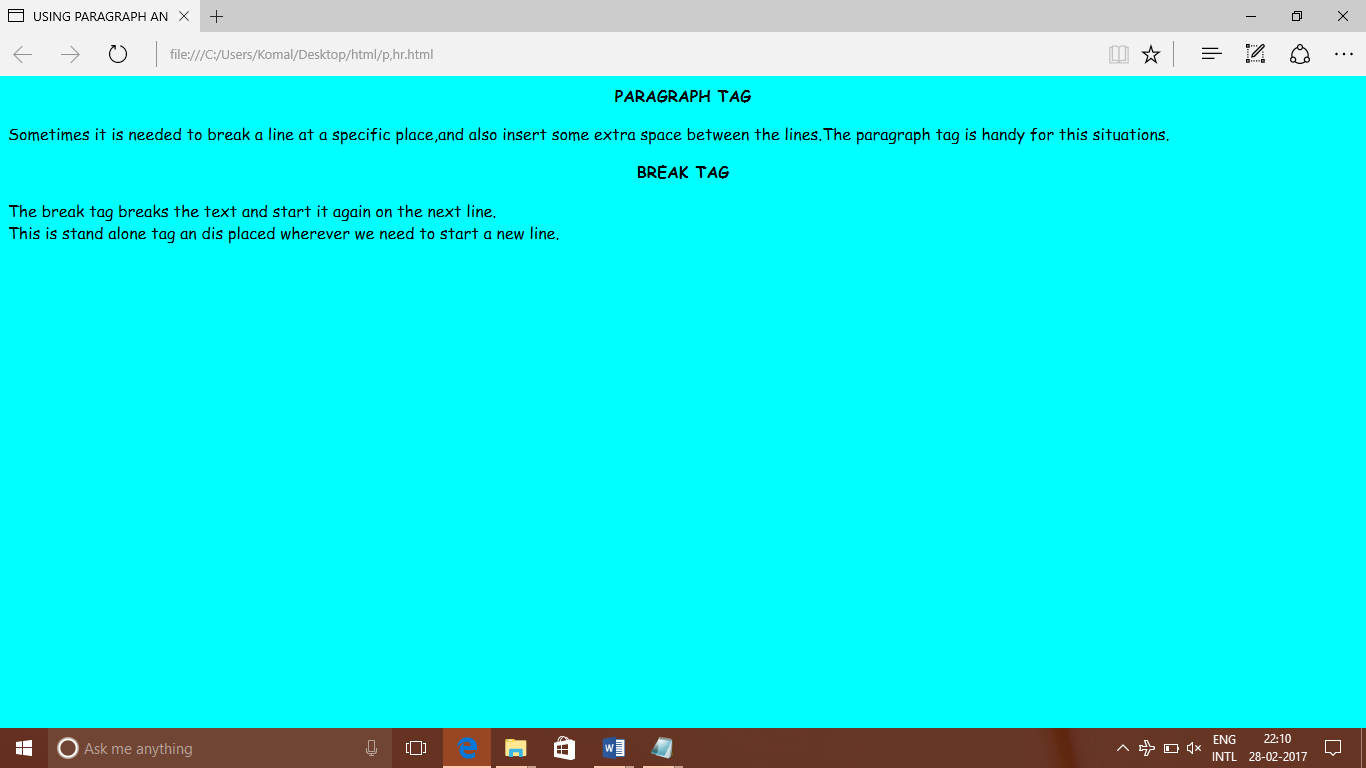 USING PARAGRAPH AN
file:///C:/Users/Komal/Desktop/html/p,hr.html
PARAGRAPH TAG
Sometimes it is needed to break a line at a specific place,and also insert some extra space between the lines.The paragraph tag is handy for this situations.
BREAK TAG
The break tag breaks the text and start it again on the next line.
This is stand alone tag an dis placed wherever we need to start a new line.
Ask me anything
ENG
INTL
22:10
28-02-2017